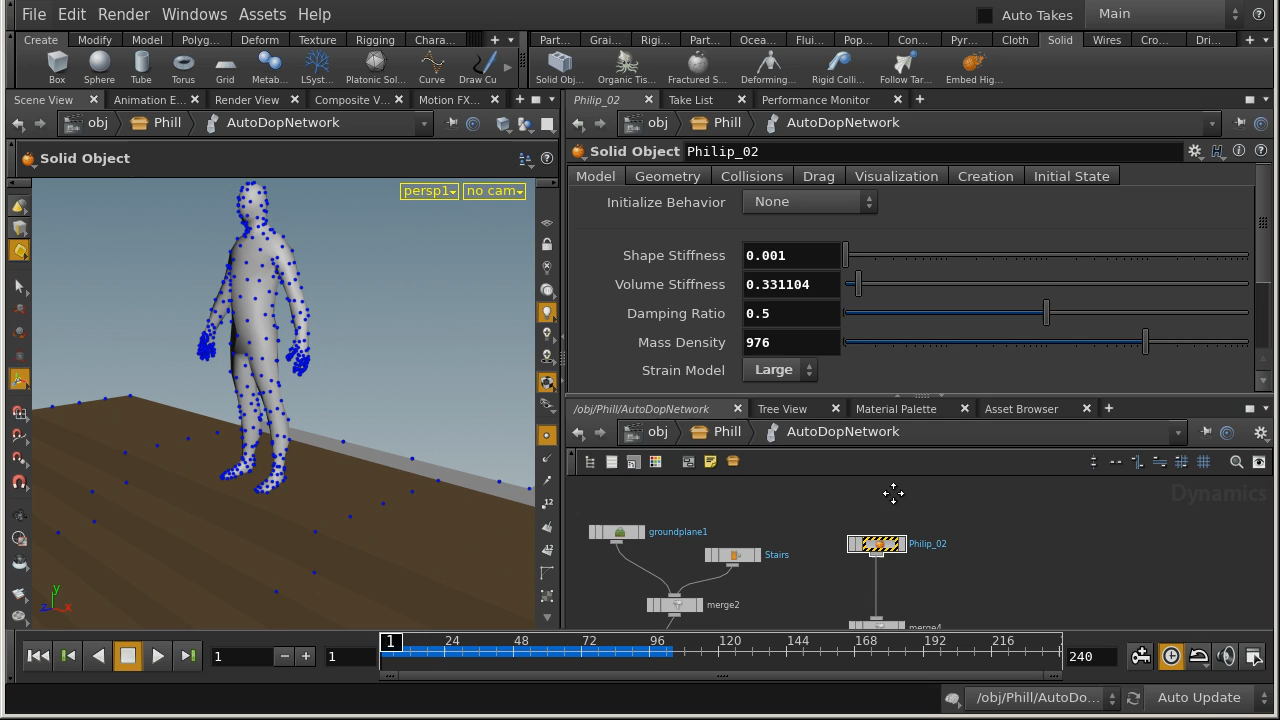 File Edit Render Windows Assets Help Auto Takes Main
Create Modify Model Polyg... Deform Texture Rigging Chara... Part... Grai... Rigi... Part... Ocea... Flui... Pop... Con... Pyr... Cloth Solid Wires Cro... Dri...
Box Sphere Tube Torus Grid Metab... LSyst... Platonic Sol... Curve Draw Cu Solid Obj... Organic Tis... Fractured S... Deforming... Rigid Colli... Follow Tar... Embed Hig...
Scene View Animation E... Render View Composite V... Motion FX... Philip_02 Take List Performance Monitor
obj Phill AutoDopNetwork obj Phill AutoDopNetwork
Solid Object Solid Object Philip_02
Model Geometry Collisions Drag Visualization Creation Initial State
persp1 no cam
Initialize Behavior None
Shape Stiffness 0.001
Volume Stiffness 0.331104
Damping Ratio 0.5
Mass Density 976
Strain Model Large
/obj/Phill/AutoDopNetwork Tree View Material Palette Asset Browser
obj Phill AutoDopNetwork
Dynamics
groundplane1
Philip_02
Stairs
merge2
merge4
12
42
y
z x
1 1 1 24 48 72 96 120 144 168 192 216 240
/obj/Phill/AutoDo... Auto Update